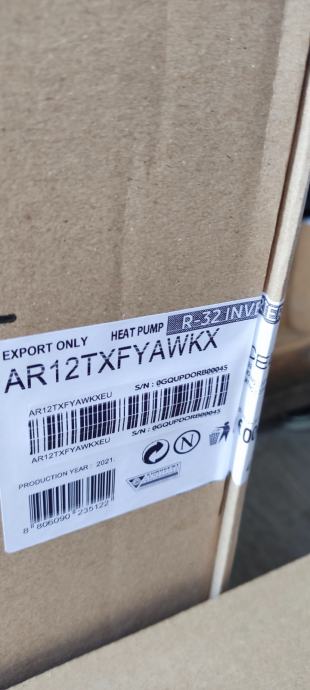 EXPORT ONLY HEAT PUMP R-32 INVE
AR12TXFYAWKX
AR12TXFYAWKXEU S/N : 0GQUPDORB00045
AR12TXFYAWKXEU S/N : 0GQUPDORB00045
PRODUCTION YEAR : 2021.
N
8 806090 235122